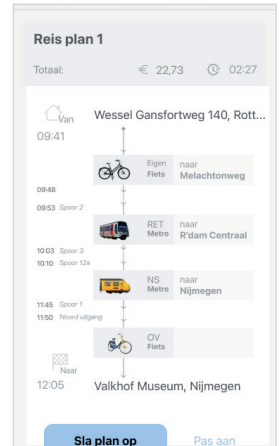 Reis plan 1
Totaal: € 22,73 02:27
Van Wessel Gansfortweg 140, Rott...
09:41
Eigen naar
Fiets Melachtonweg
09:48
09:53 Spoor 2
RET naar
Metro R'dam Centraal
10:03 Spoor 3
10:10 Spoor 12a
NS naar
Metro Nijmegen
11:45 Spoor 1
11:50 Noord uitgang
OV
Fiets
Naar
12:05 Valkhof Museum, Nijmegen
Sla plan op Pas aan